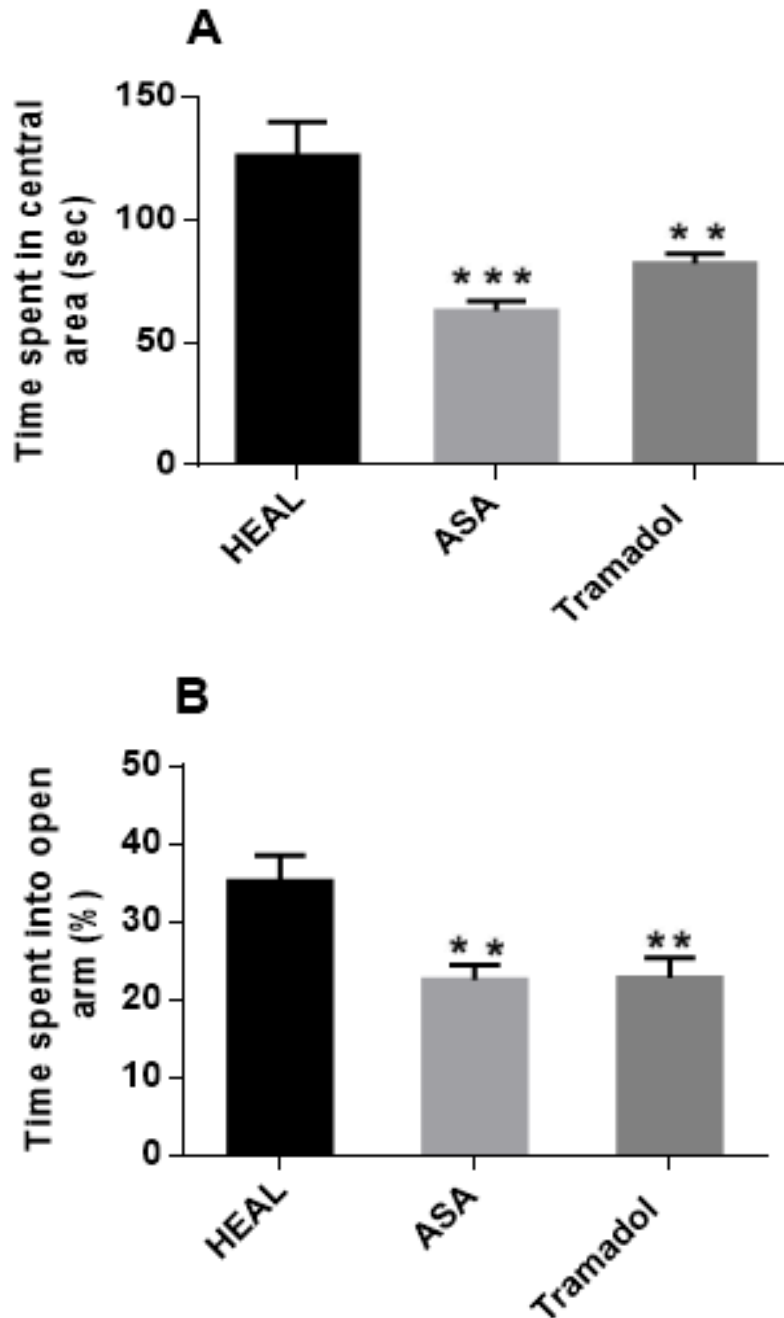 A
Time spent in central
area (sec)
150
100
50
0
***
* *
HEAL
ASA
Tramadol
B
Time spent into open
arm (%)
50
40
30
20
10
0
* *
**
HEAL
ASA
Tramadol